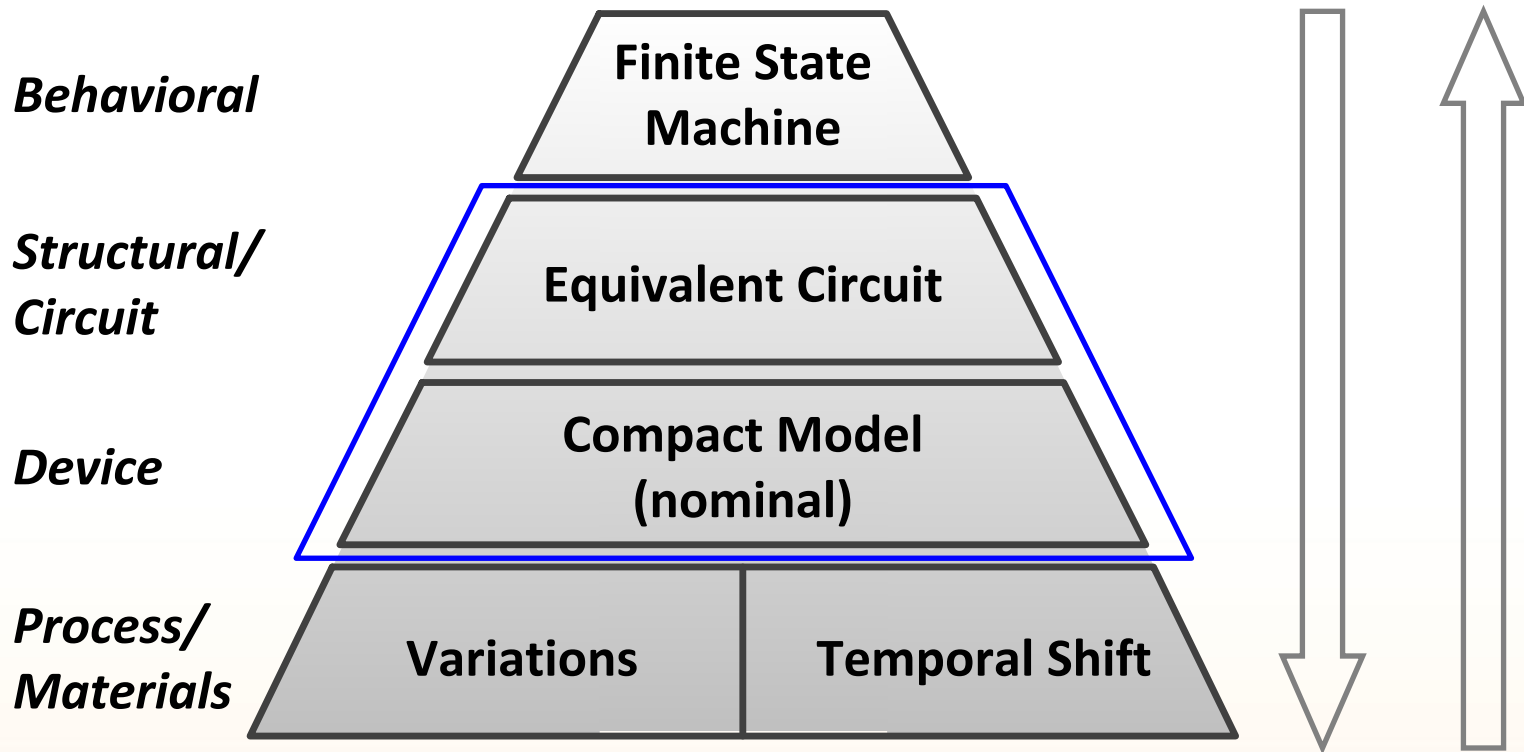 Behavioral
Finite State
Machine
Structural/
Circuit
Equivalent Circuit
Device
Compact Model
(nominal)
Process/
Materials
Variations
Temporal Shift